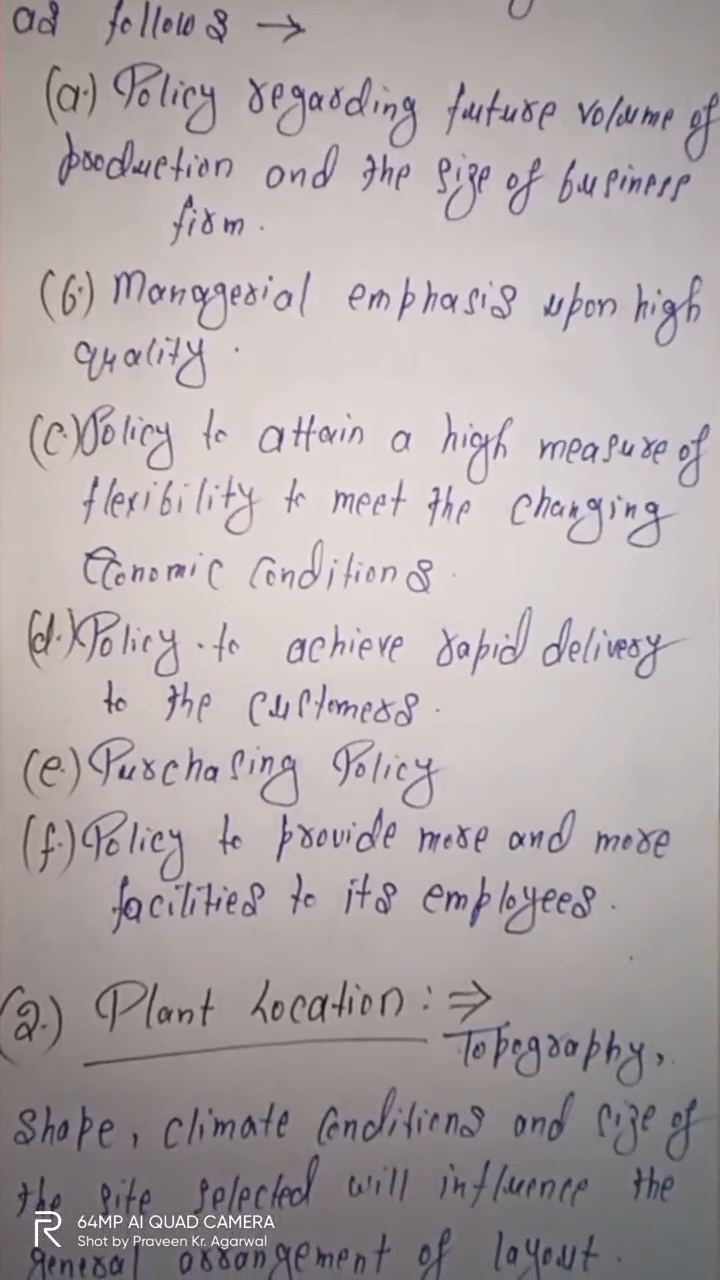 as follows →
(a.) Policy regarding future volume of
production and the size of business
firm.
(b.) Managerial emphasis upon high
quality.
(c.) Policy to attain a high measure of
flexibility to meet the changing
Economic Conditions.
(d.) Policy to achieve rapid delivery
to the customers.
(e.) Purchasing Policy
(f.) Policy to provide more and more
facilities to its employees.
(2.) Plant Location :⇒
Topography,
Shape, climate Conditions and size of
the site selected will influence the
64MP AI QUAD CAMERA
Shot by Praveen Kr. Agarwal
general arrangement of layout.